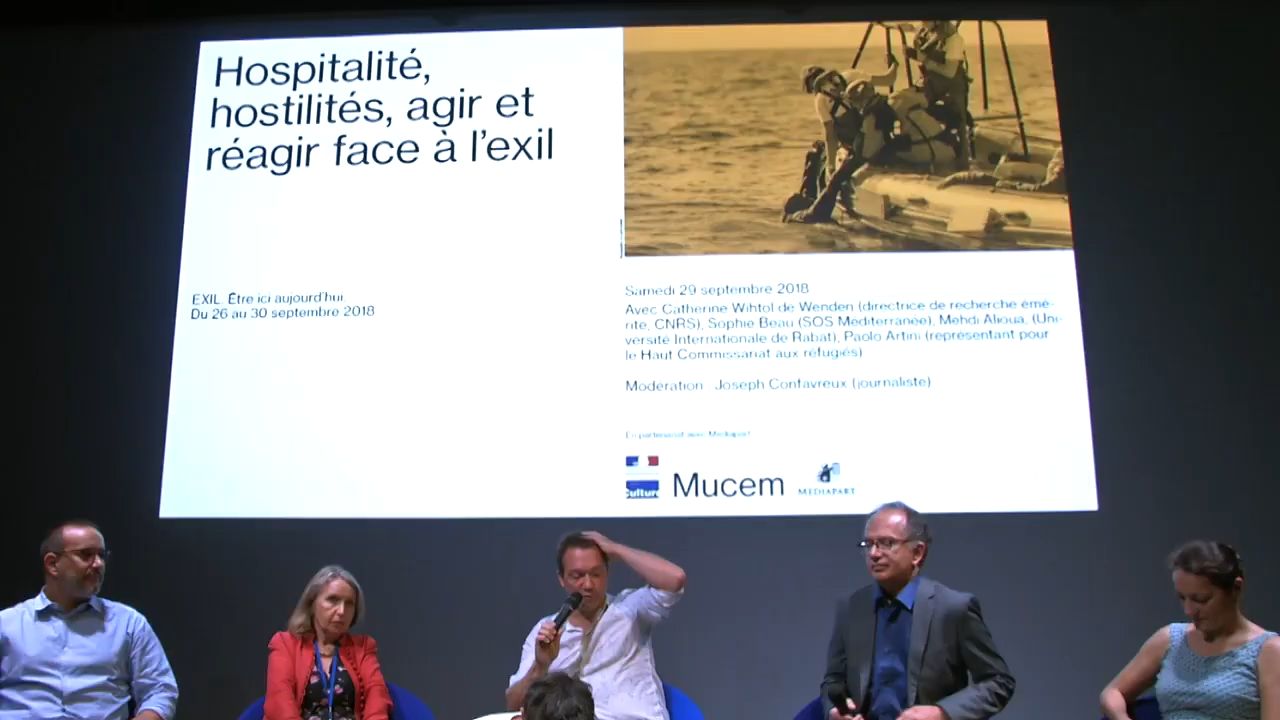 Hospitalité,
hostilités, agir et
réagir face à l'exil
EXIL. Être ici aujourd'hui.
Du 26 au 30 septembre 2018
Samedi 29 septembre 2018
Avec Catherine Wihtol de Wenden (directrice de recherche émé-
rite, CNRS), Sophie Beau (SOS Méditerranée), Mehdi Alioua, (Uni-
versité Internationale de Rabat), Paolo Artini (représentant pour
le Haut Commissariat aux réfugiés)
Modération : Joseph Confavreux (journaliste)
En partenariat avec Mediapart
Culture
Mucem
MEDIAPART